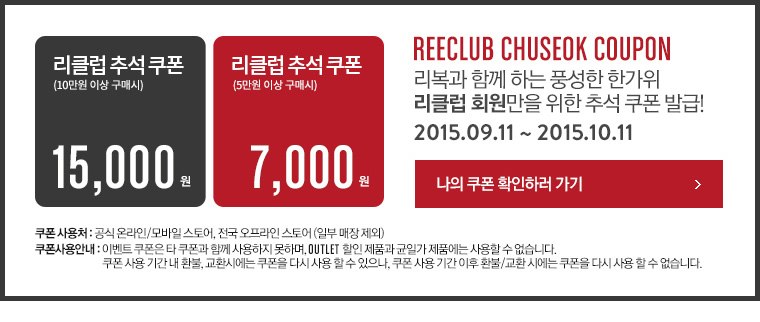 리클럽 추석 쿠폰
(10만원 이상 구매시)
15,000 원
리클럽 추석 쿠폰
(5만원 이상 구매시)
7,000 원
REECLUB CHUSEOK COUPON
리복과 함께 하는 풍성한 한가위
리클럽 회원만을 위한 추석 쿠폰 발급!
2015.09.11 ~ 2015.10.11
나의 쿠폰 확인하러 가기 >
쿠폰 사용처 : 공식 온라인/모바일 스토어, 전국 오프라인 스토어 (일부 매장 제외)
쿠폰사용안내 : 이벤트 쿠폰은 타 쿠폰과 함께 사용하지 못하며, OUTLET 할인 제품과 균일가 제품에는 사용할 수 없습니다.
쿠폰 사용 기간 내 환불, 교환시에는 쿠폰을 다시 사용 할 수 있으나, 쿠폰 사용 기간 이후 환불/교환 시에는 쿠폰을 다시 사용 할 수 없습니다.